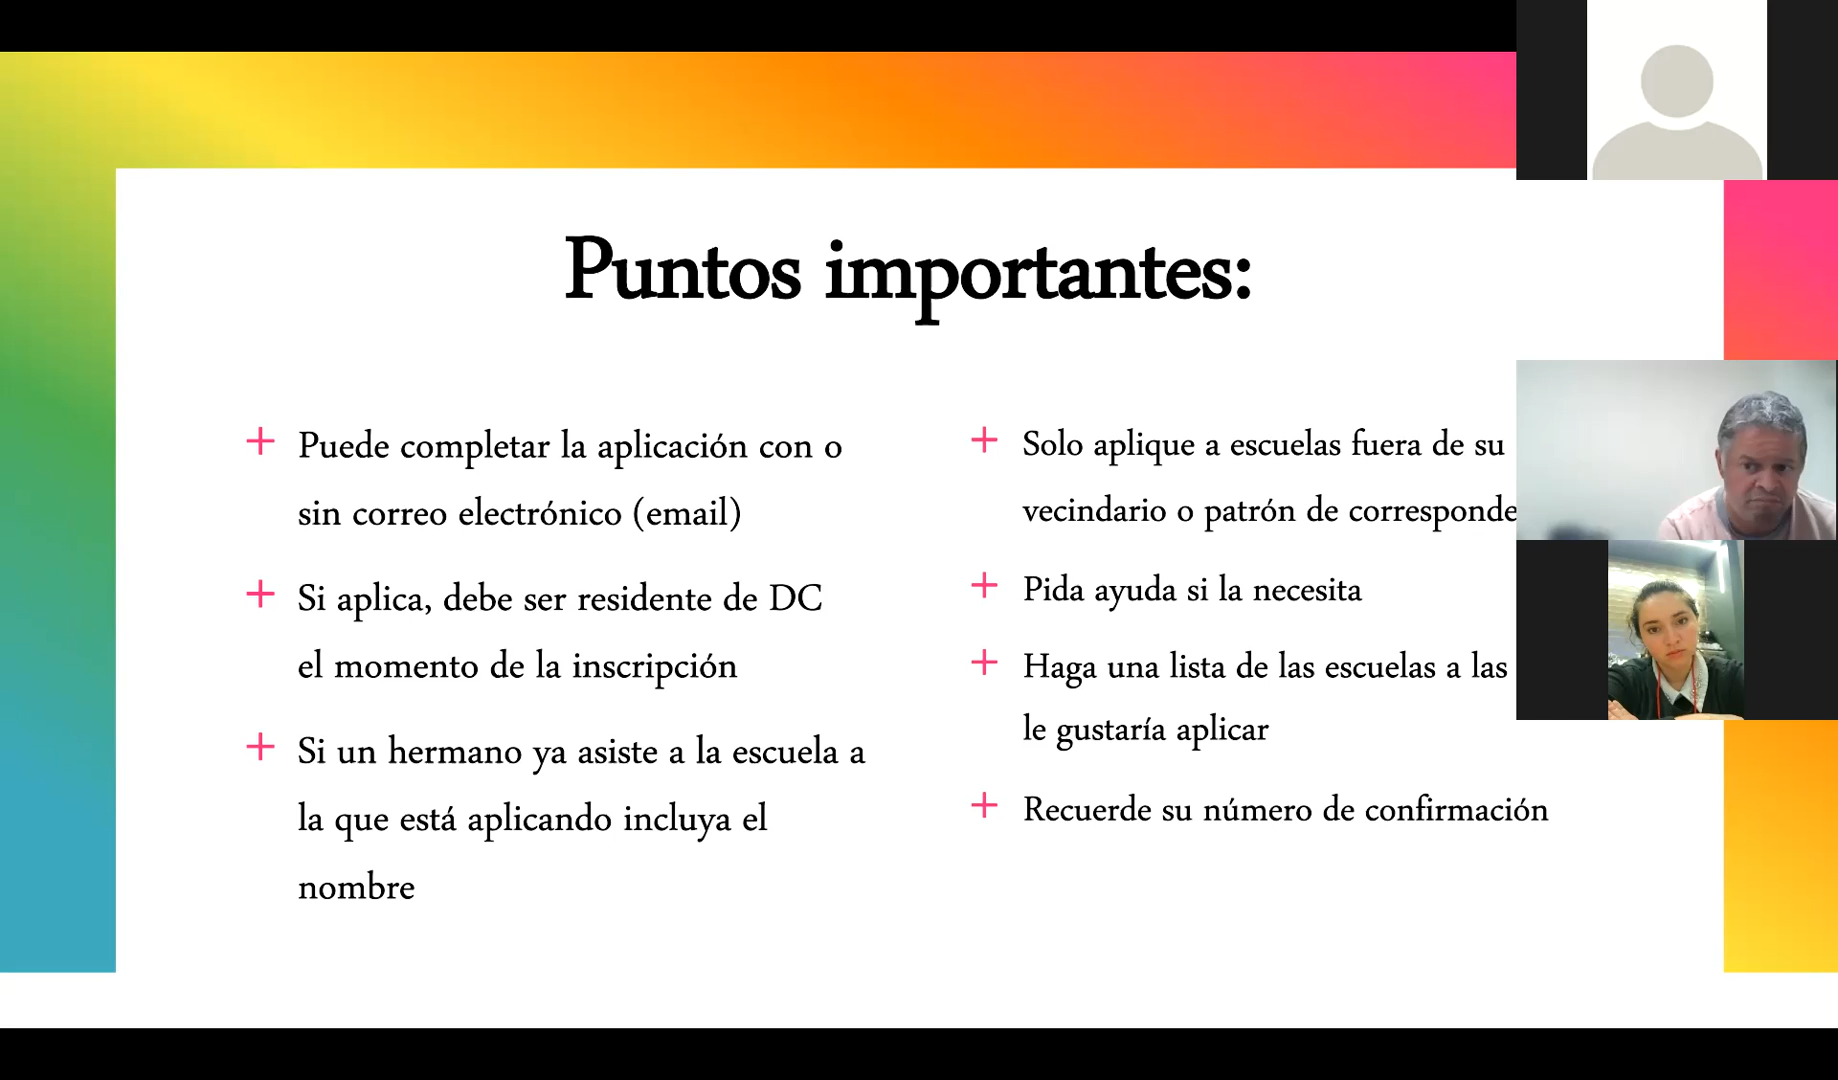 Puntos importantes:
Puede completar la aplicación con o
sin correo electrónico (email)
Si aplica, debe ser residente de DC
el momento de la inscripción
Si un hermano ya asiste a la escuela a
la que está aplicando incluya el
nombre
Solo aplique a escuelas fuera de su
vecindario o patrón de corresponde
Pida ayuda si la necesita
Haga una lista de las escuelas a las
le gustaría aplicar
Recuerde su número de confirmación